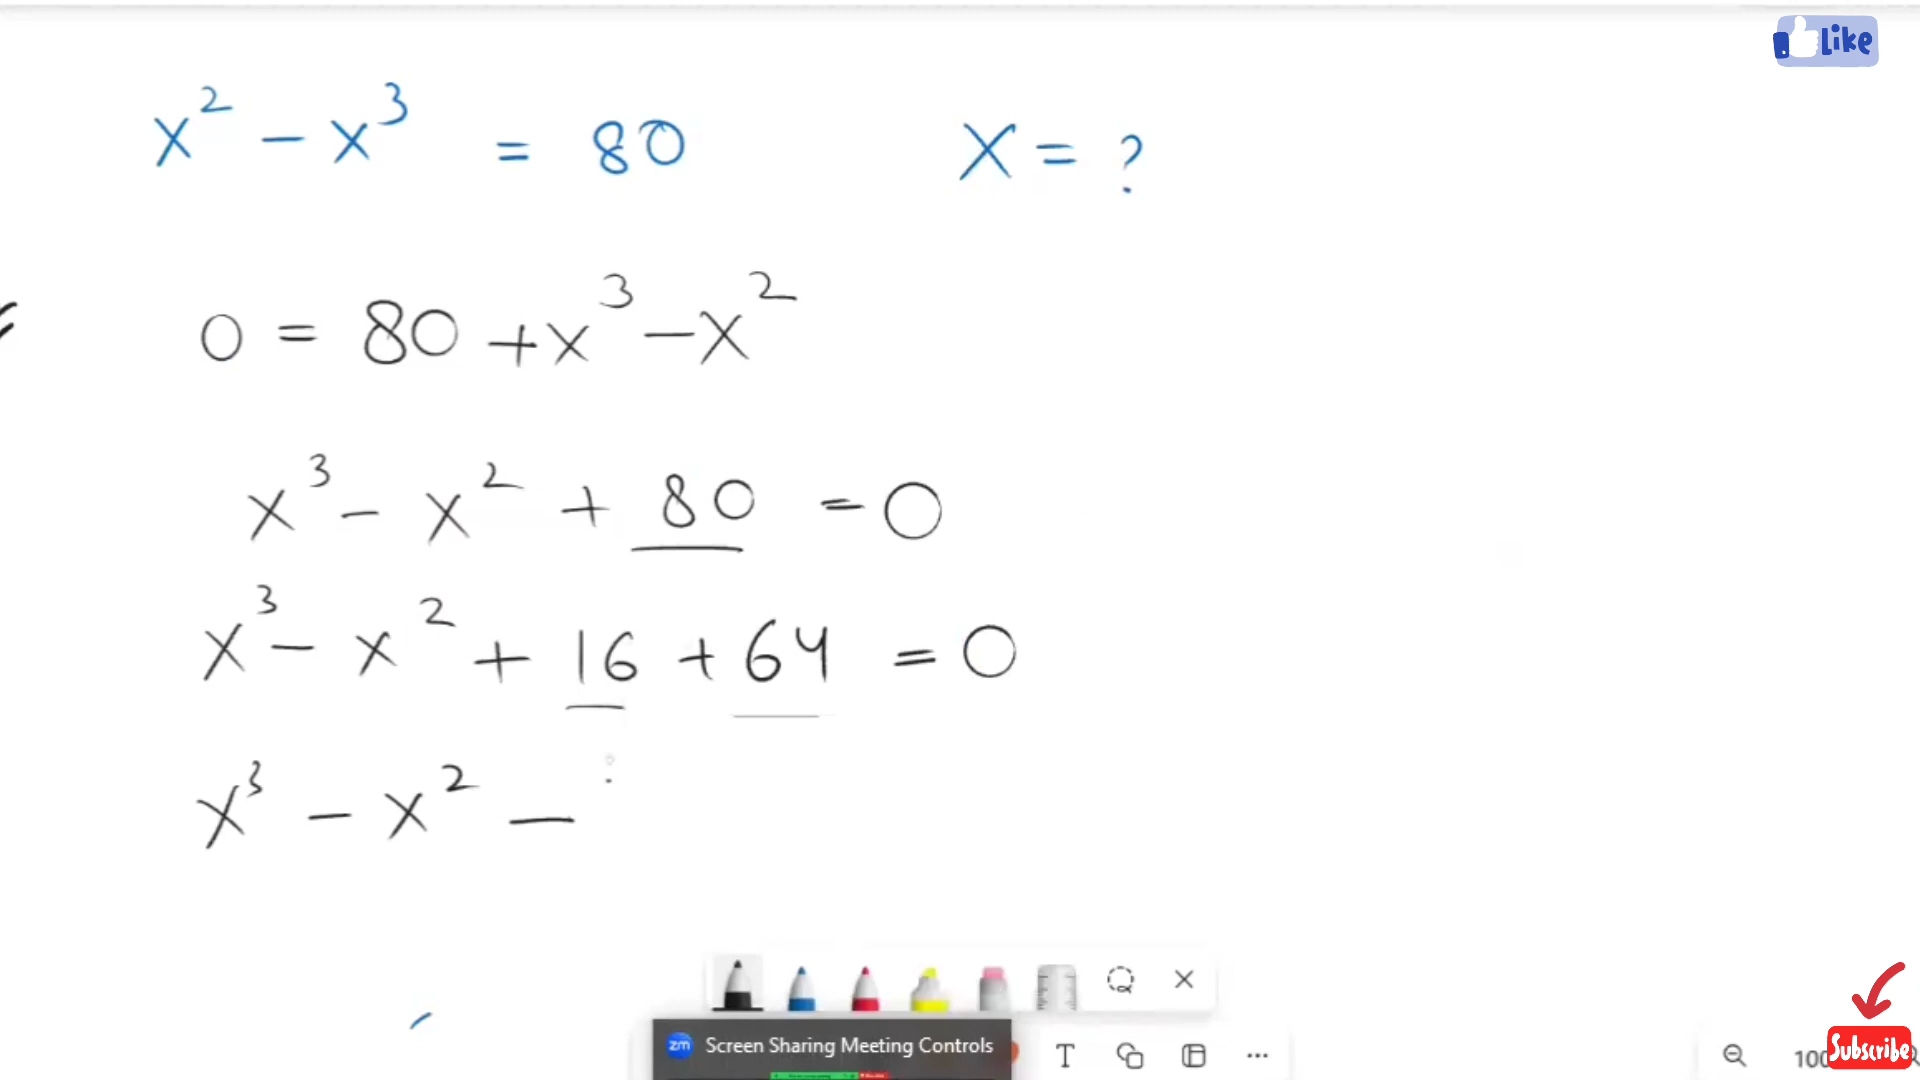 Like
x² - x³ = 80 x = ?
0 = 80 + x³ - x²
x³ - x² + 80 = 0
x³ - x² + 16 + 64 = 0
x³ - x² -
zm Screen Sharing Meeting Controls
T
100
Subscribe